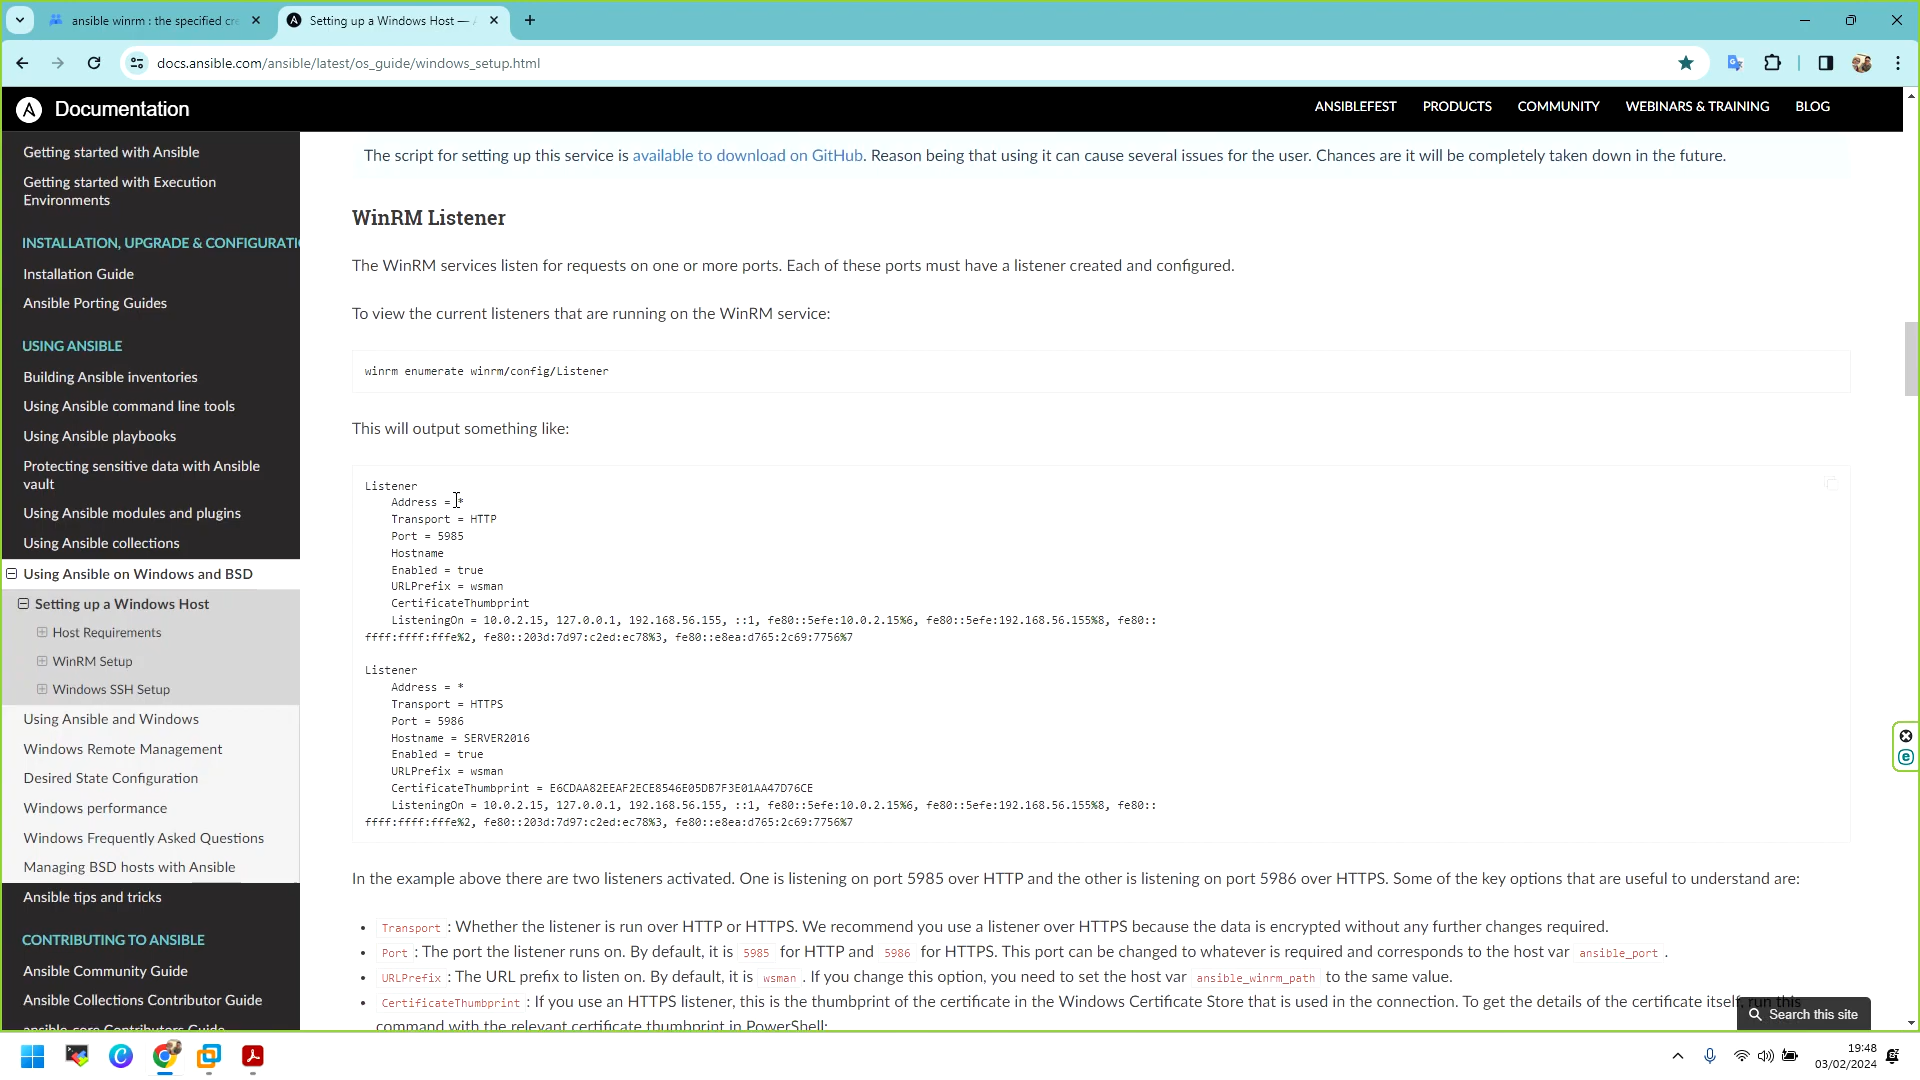 ansible winrm : the specified cre
Setting up a Windows Host —
docs.ansible.com/ansible/latest/os_guide/windows_setup.html
Documentation
ANSIBLEFEST PRODUCTS COMMUNITY WEBINARS & TRAINING BLOG
Getting started with Ansible
Getting started with Execution
Environments
INSTALLATION, UPGRADE & CONFIGURATI
Installation Guide
Ansible Porting Guides
USING ANSIBLE
Building Ansible inventories
Using Ansible command line tools
Using Ansible playbooks
Protecting sensitive data with Ansible
vault
Using Ansible modules and plugins
Using Ansible collections
Using Ansible on Windows and BSD
Setting up a Windows Host
Host Requirements
WinRM Setup
Windows SSH Setup
Using Ansible and Windows
Windows Remote Management
Desired State Configuration
Windows performance
Windows Frequently Asked Questions
Managing BSD hosts with Ansible
Ansible tips and tricks
CONTRIBUTING TO ANSIBLE
Ansible Community Guide
Ansible Collections Contributor Guide
ansible-core Contributors Guide
The script for setting up this service is available to download on GitHub. Reason being that using it can cause several issues for the user. Chances are it will be completely taken down in the future.
WinRM Listener
The WinRM services listen for requests on one or more ports. Each of these ports must have a listener created and configured.
To view the current listeners that are running on the WinRM service:
winrm enumerate winrm/config/Listener
This will output something like:
Listener
Address = *
Transport = HTTP
Port = 5985
Hostname
Enabled = true
URLPrefix = wsman
CertificateThumbprint
ListeningOn = 10.0.2.15, 127.0.0.1, 192.168.56.155, ::1, fe80::5efe:10.0.2.15%6, fe80::5efe:192.168.56.155%8, fe80::
ffff:ffff:fffe%2, fe80::203d:7d97:c2ed:ec78%3, fe80::e8ea:d765:2c69:7756%7
Listener
Address = *
Transport = HTTPS
Port = 5986
Hostname = SERVER2016
Enabled = true
URLPrefix = wsman
CertificateThumbprint = E6CDAA82EEAF2ECE8546E05DB7F3E01AA47D76CE
ListeningOn = 10.0.2.15, 127.0.0.1, 192.168.56.155, ::1, fe80::5efe:10.0.2.15%6, fe80::5efe:192.168.56.155%8, fe80::
ffff:ffff:fffe%2, fe80::203d:7d97:c2ed:ec78%3, fe80::e8ea:d765:2c69:7756%7
In the example above there are two listeners activated. One is listening on port 5985 over HTTP and the other is listening on port 5986 over HTTPS. Some of the key options that are useful to understand are:
• Transport : Whether the listener is run over HTTP or HTTPS. We recommend you use a listener over HTTPS because the data is encrypted without any further changes required.
• Port : The port the listener runs on. By default, it is 5985 for HTTP and 5986 for HTTPS. This port can be changed to whatever is required and corresponds to the host var ansible_port .
• URLPrefix : The URL prefix to listen on. By default, it is wsman . If you change this option, you need to set the host var ansible_winrm_path to the same value.
• CertificateThumbprint : If you use an HTTPS listener, this is the thumbprint of the certificate in the Windows Certificate Store that is used in the connection. To get the details of the certificate itself, run this
command with the relevant certificate thumbprint in PowerShell:
Search this site
19:48
03/02/2024